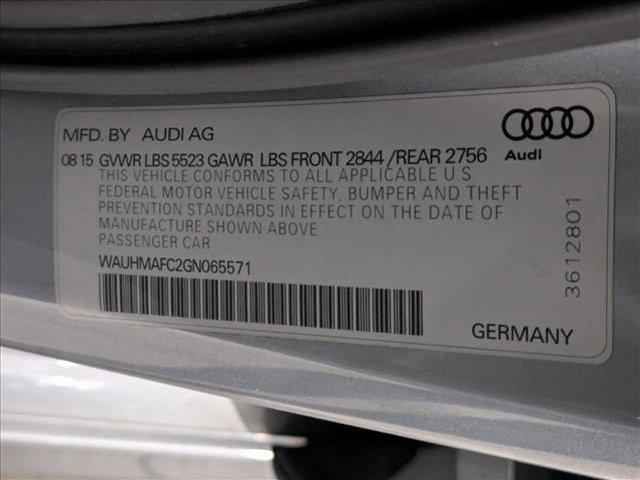 MFD. BY AUDI AG
08 15 GVWR LBS 5523 GAWR LBS FRONT 2844 /REAR 2756
THIS VEHICLE CONFORMS TO ALL APPLICABLE U.S.
FEDERAL MOTOR VEHICLE SAFETY, BUMPER AND THEFT
PREVENTION STANDARDS IN EFFECT ON THE DATE OF
MANUFACTURE SHOWN ABOVE
PASSENGER CAR
WAUHMAFC2GN065571
Audi
3612801
GERMANY